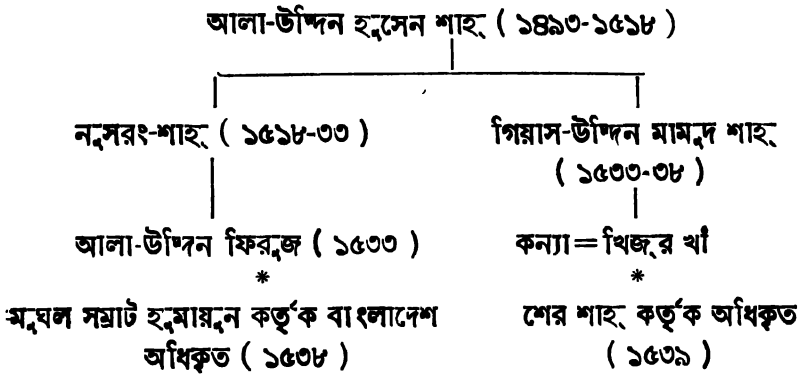 আলা-উদ্দিন হুসেন শাহ্ ( ১৪৯৩-১৫১৮ )
নুসরৎ-শাহ্ ( ১৫১৮-৩৩ )
গিয়াস-উদ্দিন মামুদ শাহ্
( ১৫৩৩-৩৮ )
আলা-উদ্দিন ফিরুজ ( ১৫৩৩ )
কন্যা = খিজ্‌র খাঁ
*
*
মুঘল সম্রাট হুমায়ুন কর্তৃক বাংলাদেশ
অধিকৃত ( ১৫৩৮ )
শের শাহ্ কর্তৃক অধিকৃত
( ১৫৩৯ )